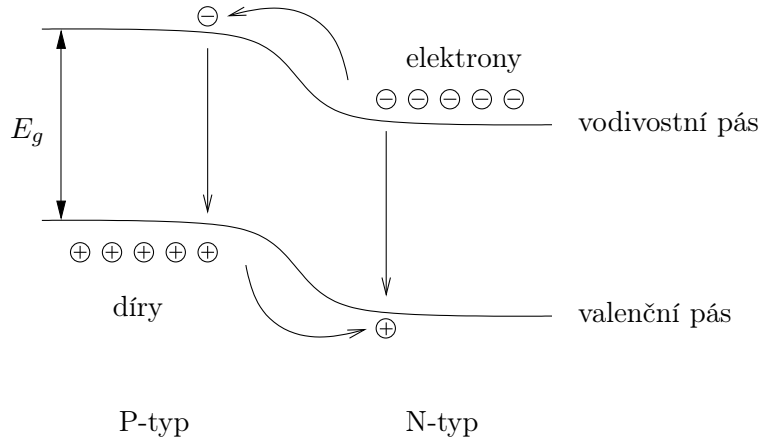 elektrony
vodivostní pás
E_g
díry
valenční pás
P-typ
N-typ